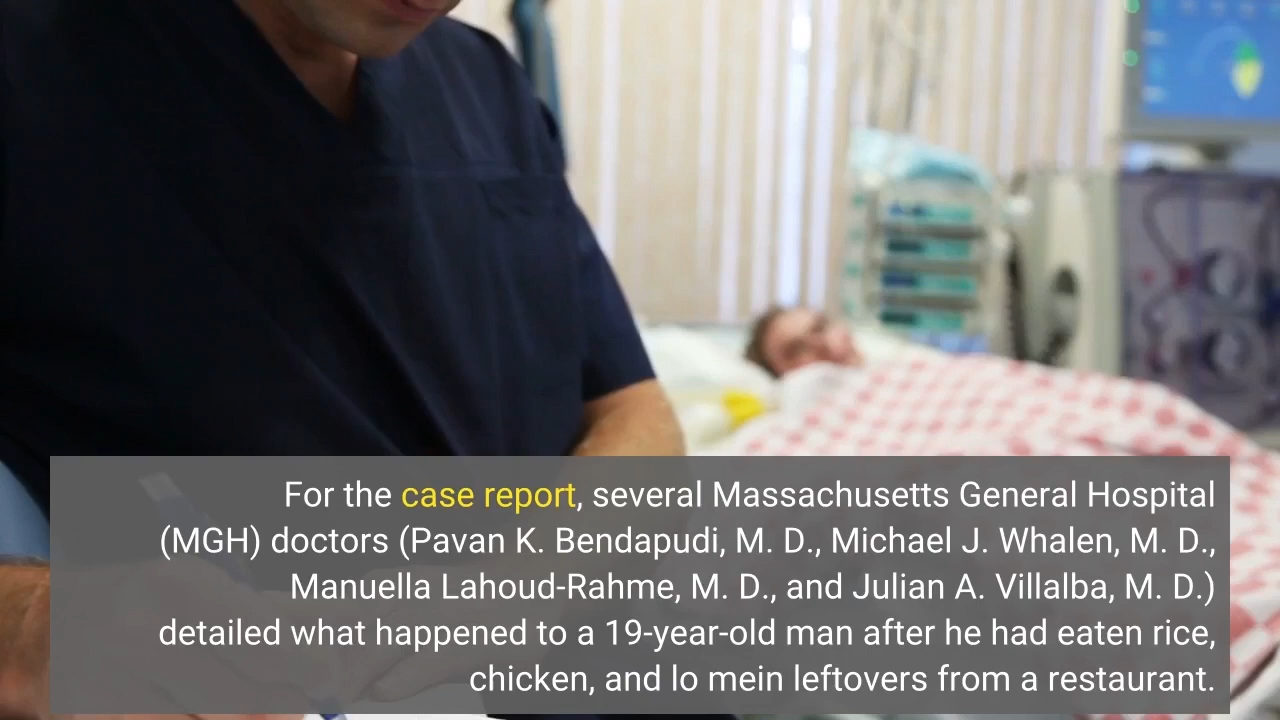 For the case report, several Massachusetts General Hospital
(MGH) doctors (Pavan K. Bendapudi, M. D., Michael J. Whalen, M. D.,
Manuella Lahoud-Rahme, M. D., and Julian A. Villalba, M. D.)
detailed what happened to a 19-year-old man after he had eaten rice,
chicken, and lo mein leftovers from a restaurant.